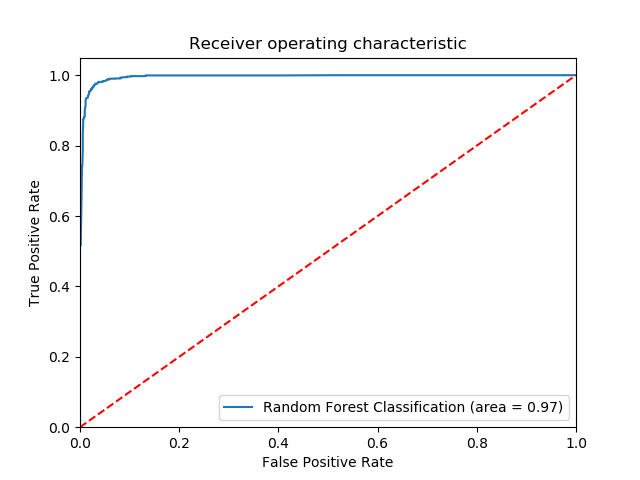 Receiver operating characteristic
1.0
0.8
0.6
0.4
0.2
0.0
True Positive Rate
Random Forest Classification (area = 0.97)
0.0 0.2 0.4 0.6 0.8 1.0
False Positive Rate